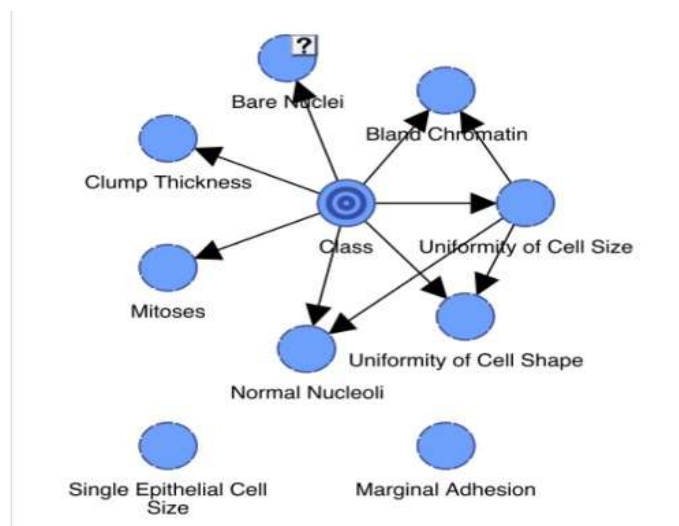 ?
Bare Nuclei
Bland Chromatin
Clump Thickness
Class
Uniformity of Cell Size
Mitoses
Uniformity of Cell Shape
Normal Nucleoli
Single Epithelial Cell
Size
Marginal Adhesion